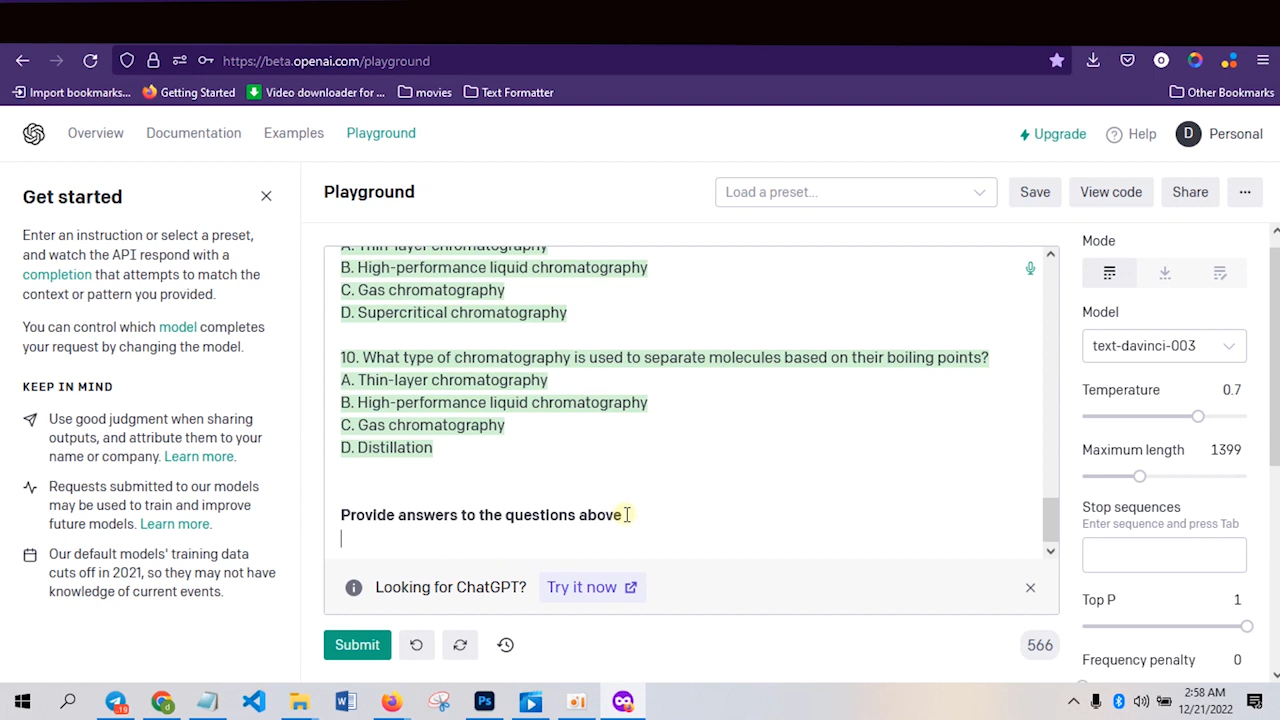 https://beta.openai.com/playground
Import bookmarks... Getting Started Video downloader for ... movies Text Formatter Other Bookmarks
Overview Documentation Examples Playground Upgrade Help D Personal
Get started
Enter an instruction or select a preset,
and watch the API respond with a
completion that attempts to match the
context or pattern you provided.
You can control which model completes
your request by changing the model.
KEEP IN MIND
Use good judgment when sharing
outputs, and attribute them to your
name or company. Learn more.
Requests submitted to our models
may be used to train and improve
future models. Learn more.
Our default models' training data
cuts off in 2021, so they may not have
knowledge of current events.
Playground Load a preset... Save View code Share ...
A. Thin-layer chromatography
B. High-performance liquid chromatography
C. Gas chromatography
D. Supercritical chromatography
10. What type of chromatography is used to separate molecules based on their boiling points?
A. Thin-layer chromatography
B. High-performance liquid chromatography
C. Gas chromatography
D. Distillation
Provide answers to the questions above
Looking for ChatGPT? Try it now
Submit 566
Mode
Model
text-davinci-003
Temperature 0.7
Maximum length 1399
Stop sequences
Enter sequence and press Tab
Top P 1
Frequency penalty 0
19 W Ps 2:58 AM
12/21/2022